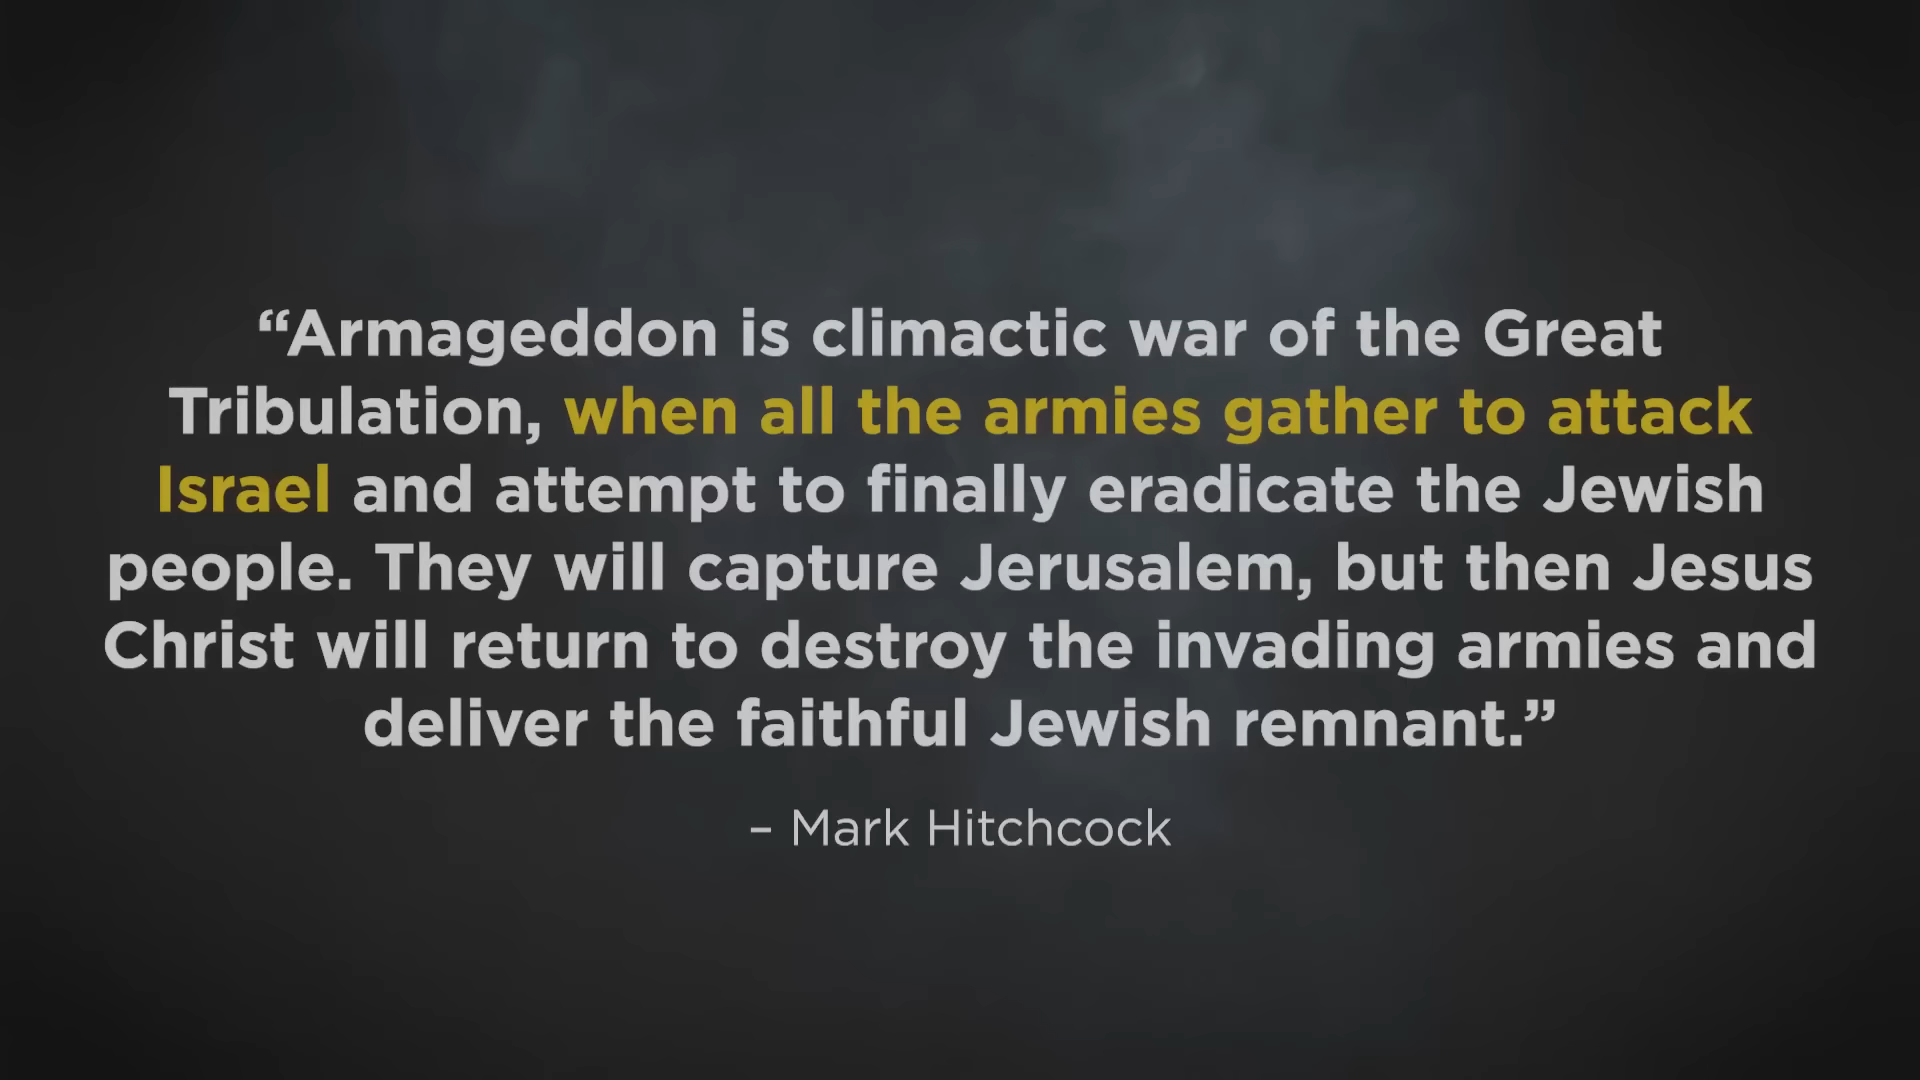 “Armageddon is climactic war of the Great
Tribulation, when all the armies gather to attack
Israel and attempt to finally eradicate the Jewish
people. They will capture Jerusalem, but then Jesus
Christ will return to destroy the invading armies and
deliver the faithful Jewish remnant.”
– Mark Hitchcock